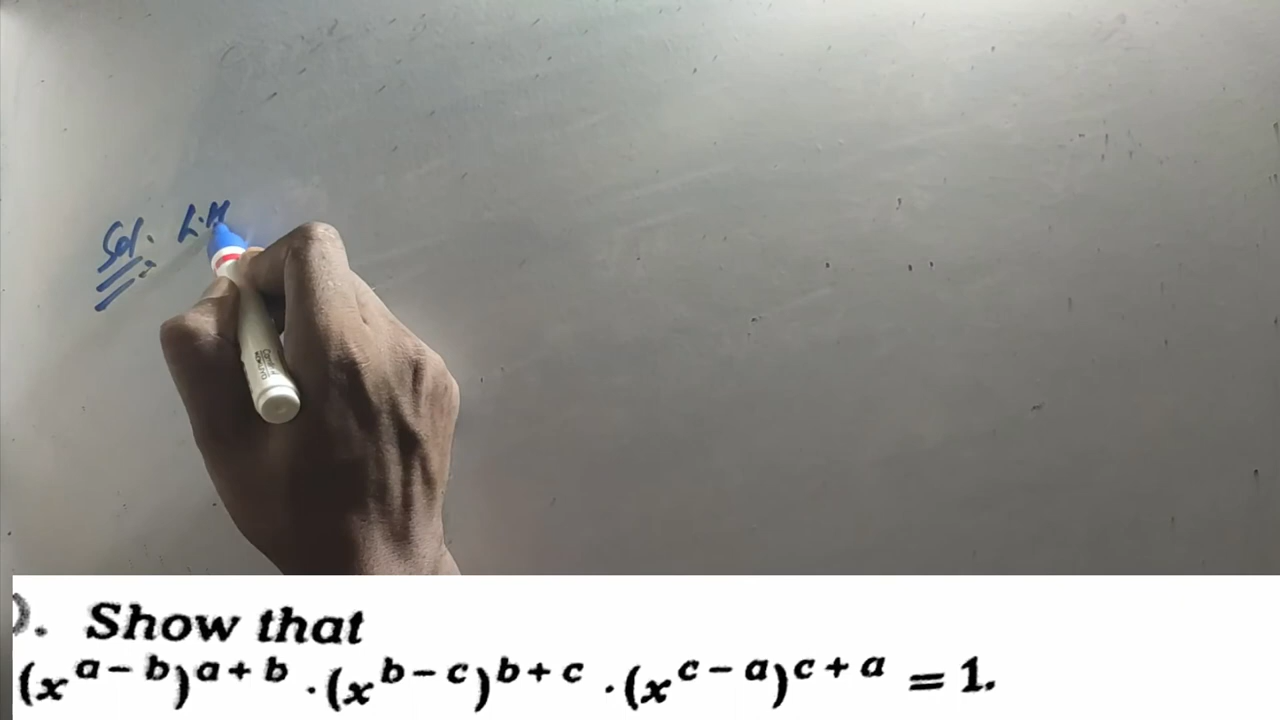 Sol: L.H
). Show that
(x^{a-b})^{a+b} . (x^{b-c})^{b+c} . (x^{c-a})^{c+a} = 1.